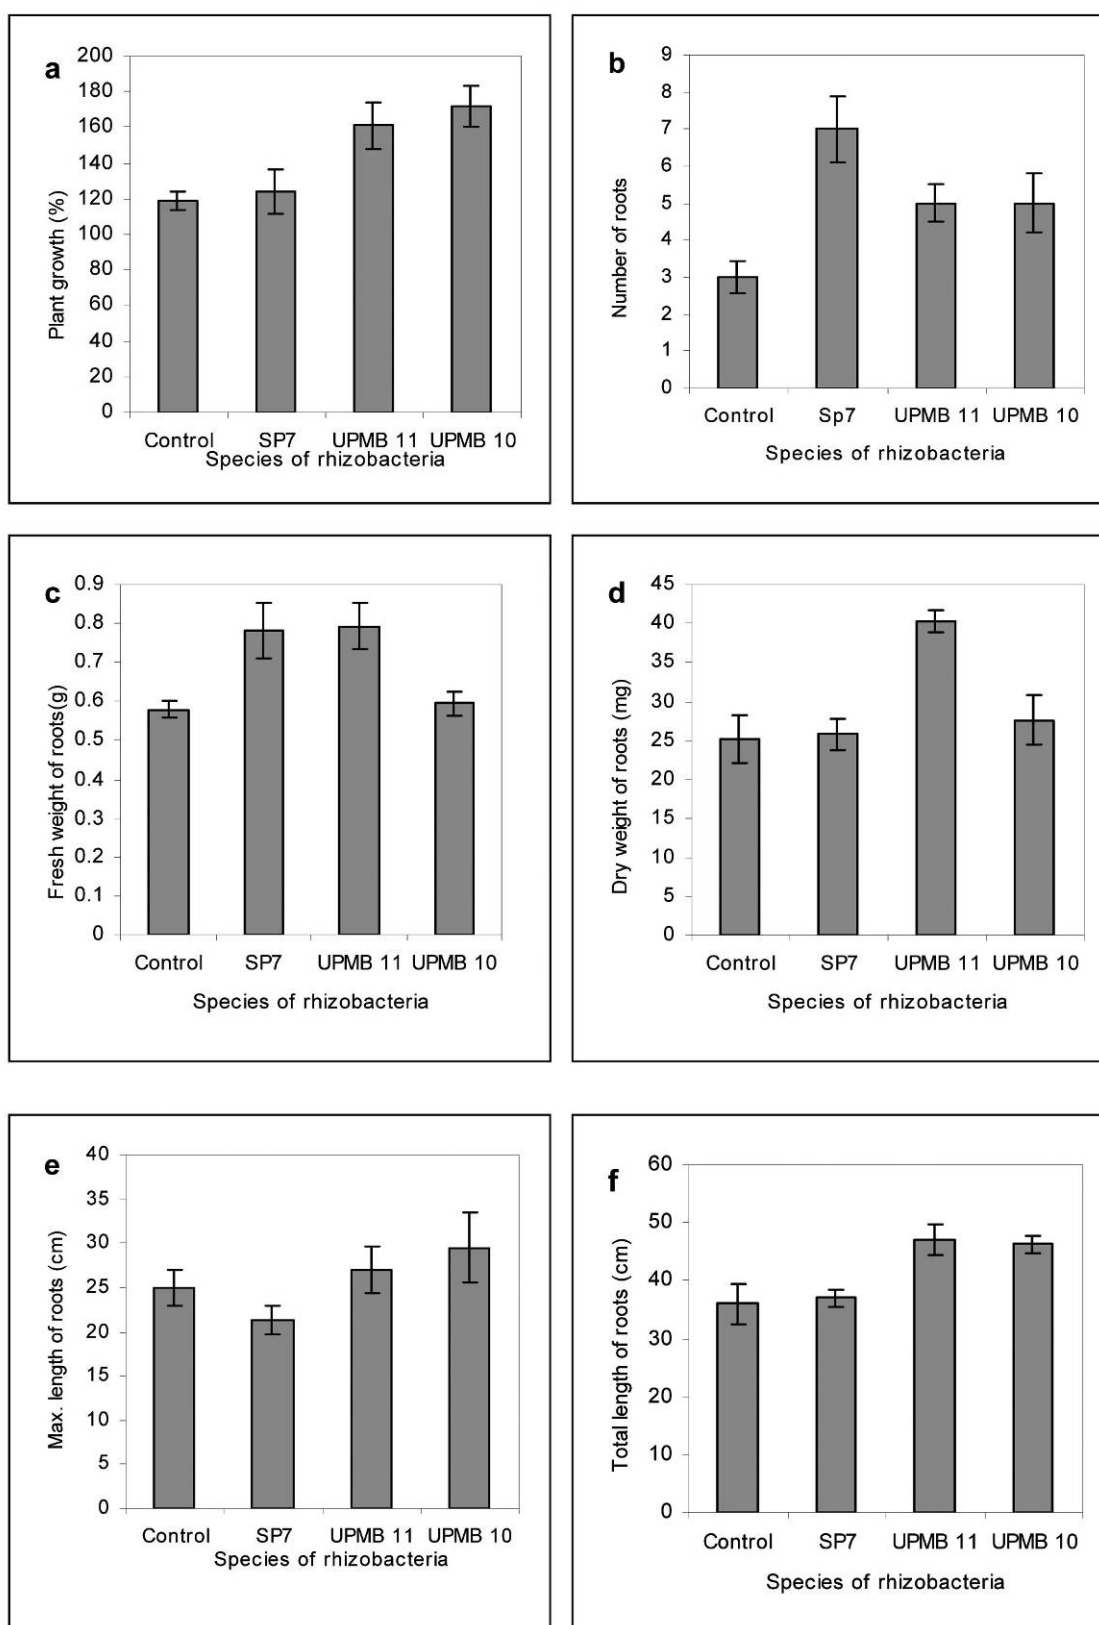 a
Plant growth (%)
200
180
160
140
120
100
80
60
40
20
0
Control SP7 UPMB 11 UPMB 10
Species of rhizobacteria
b
Number of roots
9
8
7
6
5
4
3
2
1
0
Control Sp7 UPMB 11 UPMB 10
Species of rhizobacteria
c
Fresh weight of roots(g)
0.9
0.8
0.7
0.6
0.5
0.4
0.3
0.2
0.1
0
Control SP7 UPMB 11 UPMB 10
Species of rhizobacteria
d
Dry weight of roots (mg)
45
40
35
30
25
20
15
10
5
0
Control SP7 UPMB 11 UPMB 10
Species of rhizobacteria
e
Max. length of roots (cm)
40
35
30
25
20
15
10
5
0
Control SP7 UPMB 11 UPMB 10
Species of rhizobacteria
f
Total length of roots (cm)
60
50
40
30
20
10
0
Control SP7 UPMB 11 UPMB 10
Species of rhizobacteria